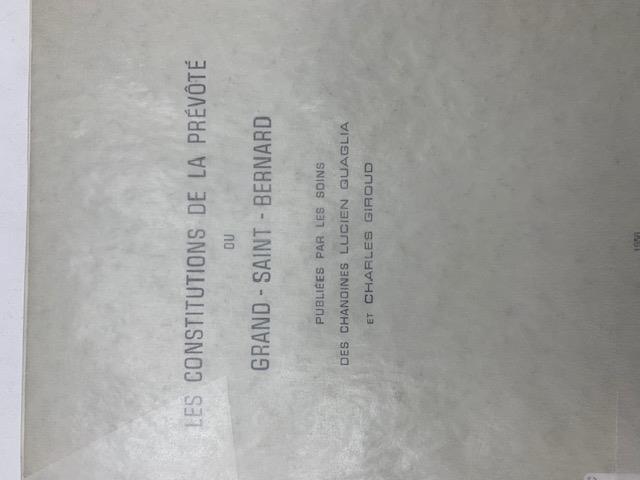 LES CONSTITUTIONS DE LA PRÉVÔTÉ
DU
GRAND - SAINT - BERNARD
PUBLIÉES PAR LES SOINS
DES CHANOINES LUCIEN QUAGLIA
ET CHARLES GIROUD